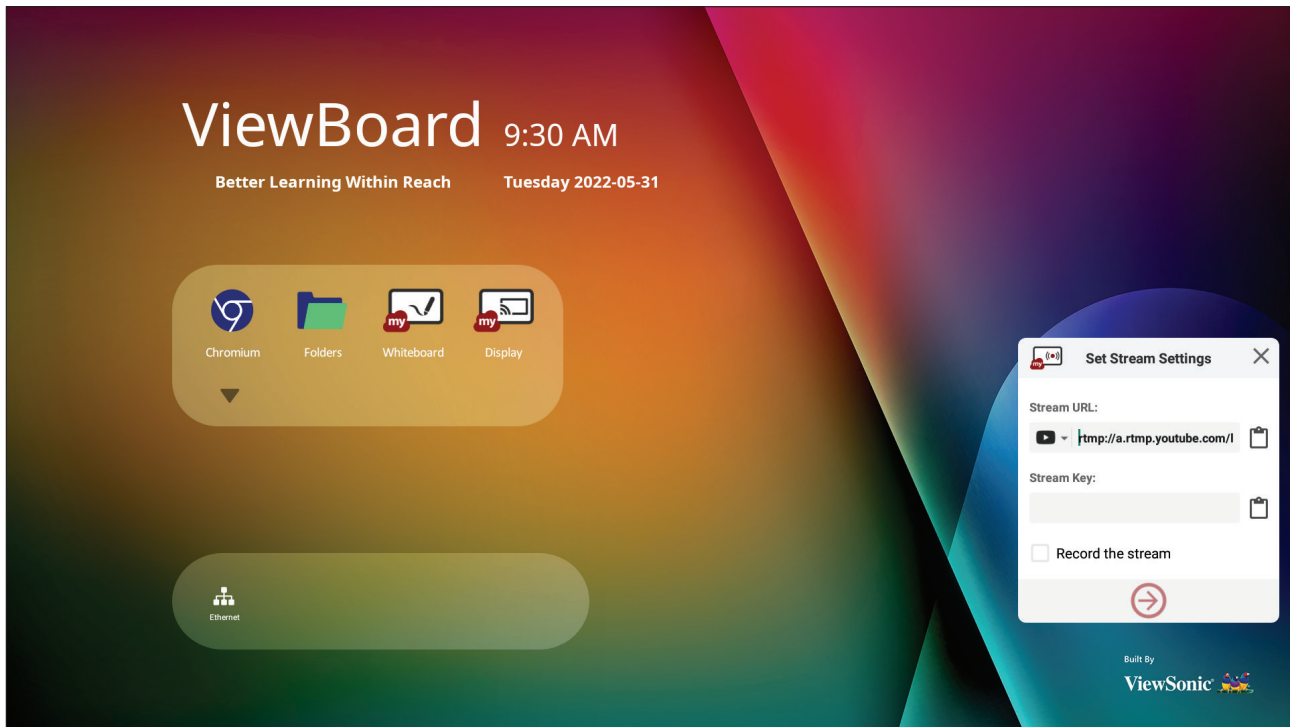 ViewBoard 9:30 AM
Better Learning Within Reach Tuesday 2022-05-31
Chromium Folders my Whiteboard my Display
Ethernet
my Set Stream Settings
Stream URL:
rtmp://a.rtmp.youtube.com/l
Stream Key:
Record the stream
Built By
ViewSonic